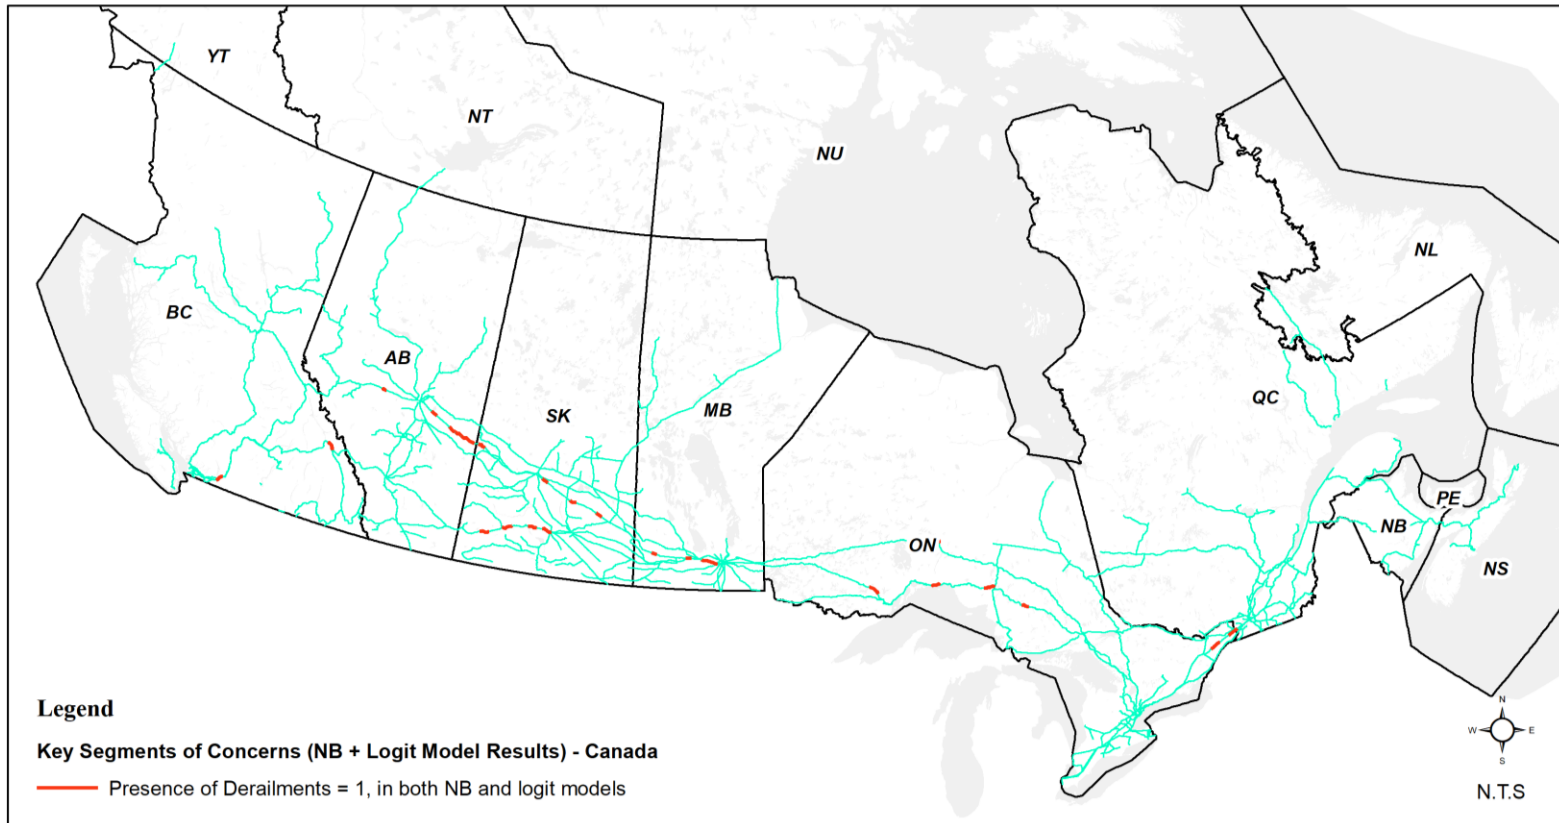 YT
NT
NU
NL
BC
AB
SK
MB
QC
ON
PE
NB
NS
Legend
Key Segments of Concerns (NB + Logit Model Results) - Canada
Presence of Derailments = 1, in both NB and logit models
N
W E
S
N.T.S